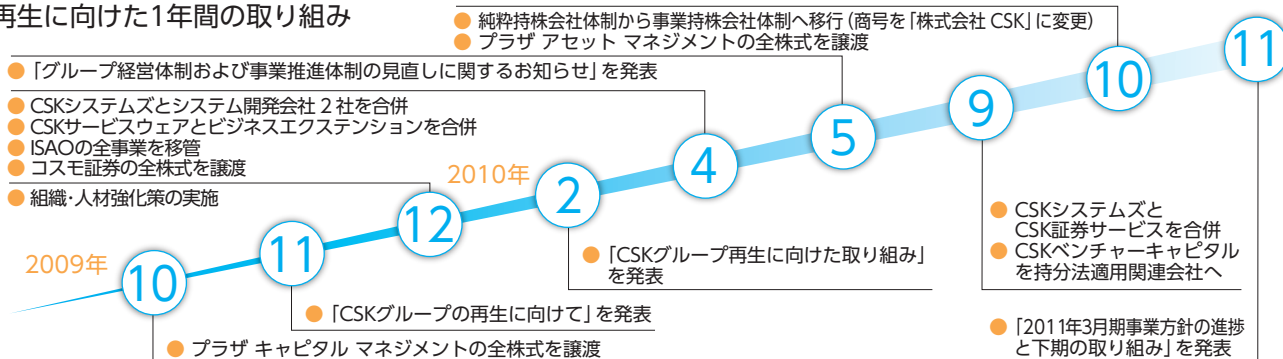 再生に向けた1年間の取り組み
● 純粋持株会社体制から事業持株会社体制へ移行(商号を「株式会社 CSK」に変更)
● プラザ アセット マネジメントの全株式を譲渡
● 「グループ経営体制および事業推進体制の見直しに関するお知らせ」を発表
● CSKシステムズとシステム開発会社 2 社を合併
● CSKサービスウェアとビジネスエクステンションを合併
● ISAOの全事業を移管
● コスモ証券の全株式を譲渡
● 組織・人材強化策の実施
2009年
10
11
12
2010年
2
4
5
9
10
11
● プラザ キャピタル マネジメントの全株式を譲渡
● 「CSKグループの再生に向けて」を発表
● 「CSKグループ再生に向けた取り組み」
を発表
● CSKシステムズと
CSK証券サービスを合併
● CSKベンチャーキャピタル
を持分法適用関連会社へ
● 「2011年3月期事業方針の進捗
と下期の取り組み」を発表